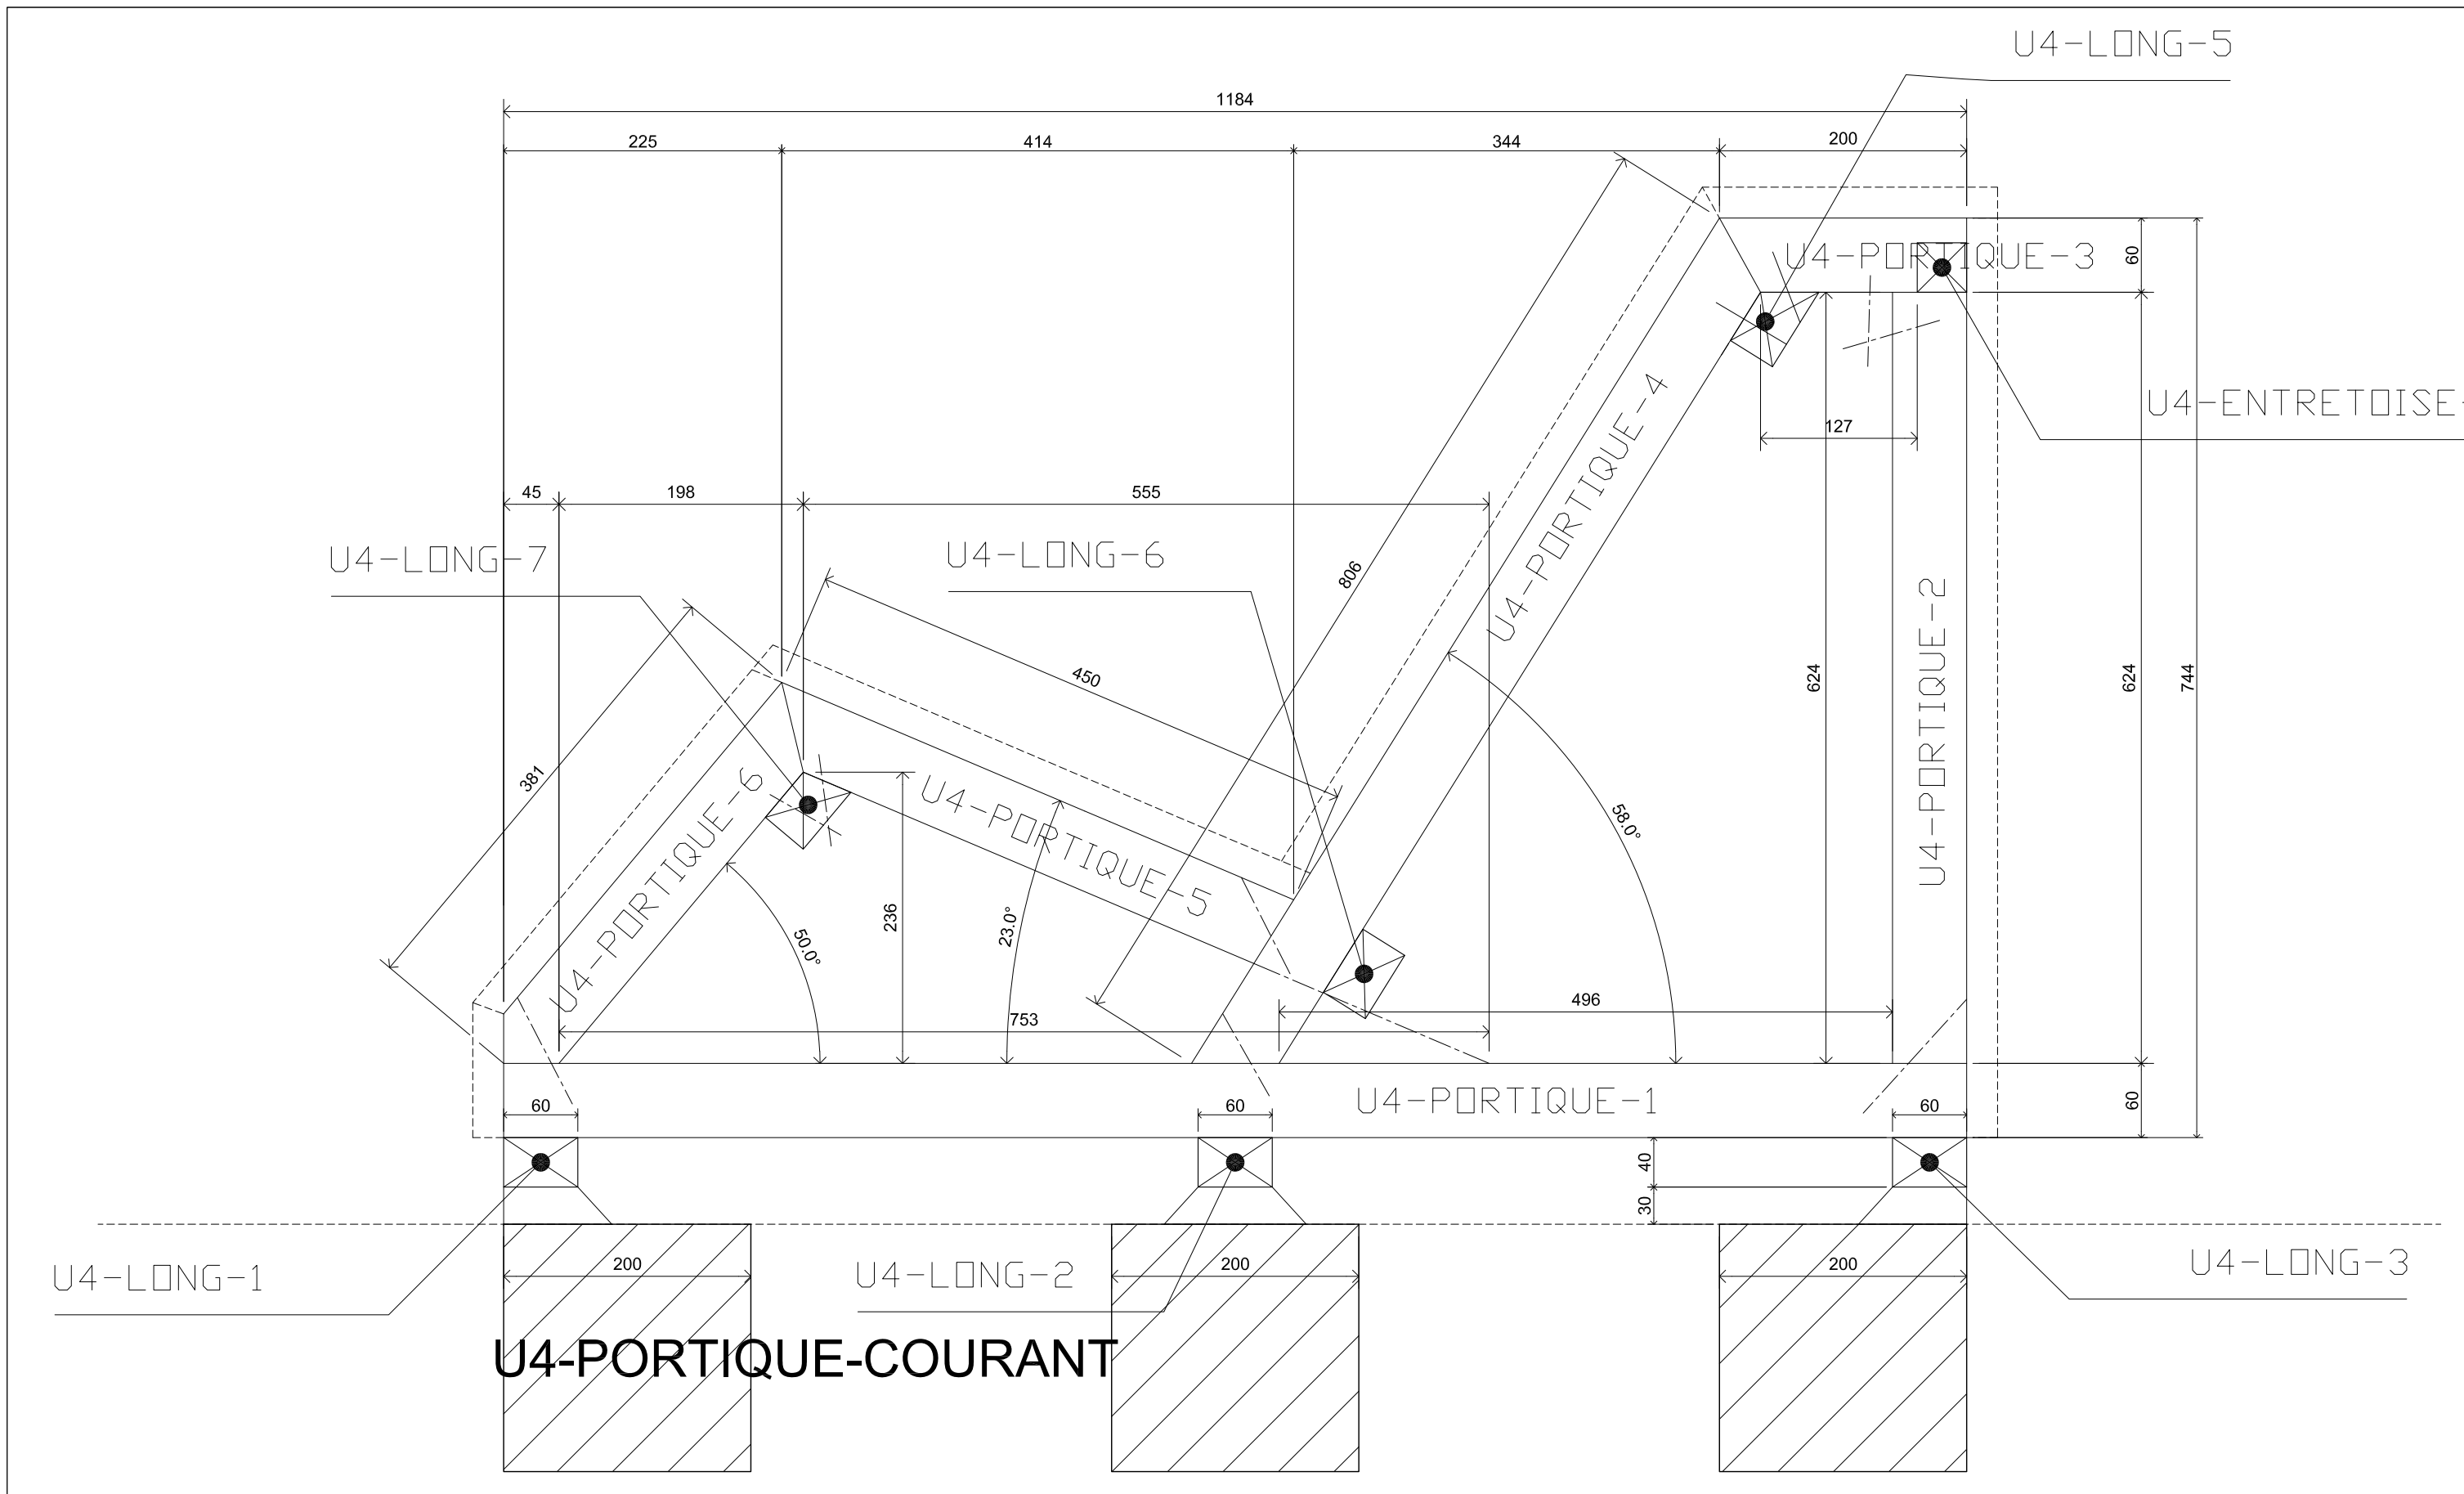 U4-LONG-5
1184
225 414 344 200
U4-PORTIQUE-3
60
U4-ENTRETOISE-
127
45 198 555
U4-LONG-7
U4-LONG-6
806
U4-PORTIQUE-4
624
624
744
U4-PORTIQUE-2
450
381
U4-PORTIQUE-6
U4-PORTIQUE-5
58.0°
236
23.0°
50.0°
496
753
U4-PORTIQUE-1
60
60
60
60
40
30
U4-LONG-1
200
U4-LONG-2
200
200
U4-LONG-3
U4-PORTIQUE-COURANT